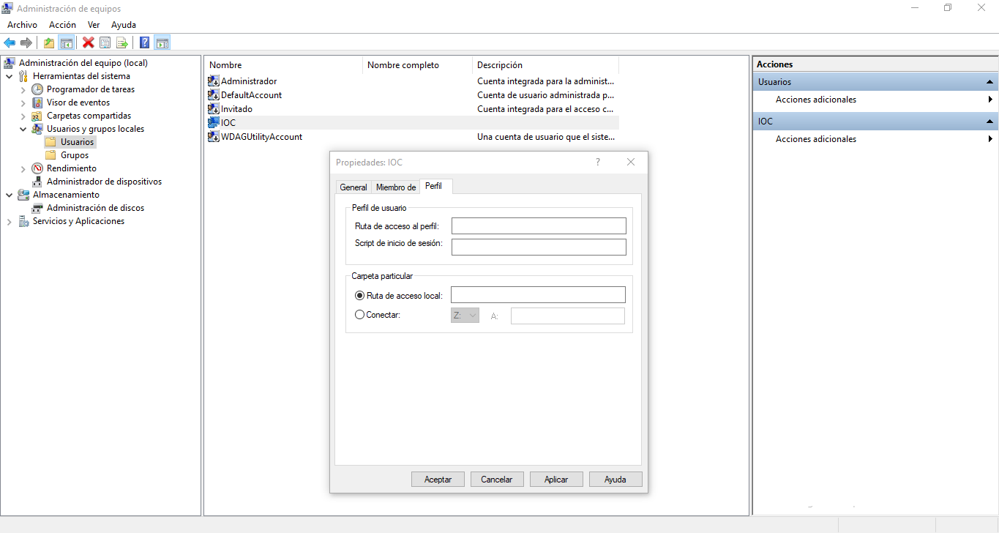 Administración de equipos
Archivo Acción Ver Ayuda
Administración del equipo (local)
Herramientas del sistema
Programador de tareas
Visor de eventos
Carpetas compartidas
Usuarios y grupos locales
Usuarios
Grupos
Rendimiento
Administrador de dispositivos
Almacenamiento
Administración de discos
Servicios y Aplicaciones
Nombre Nombre completo Descripción
Administrador Cuenta integrada para la administ...
DefaultAccount Cuenta de usuario administrada p...
Invitado Cuenta integrada para el acceso c...
IOC
WDAGUtilityAccount Una cuenta de usuario que el siste...
Propiedades: IOC ?
General Miembro de Perfil
Perfil de usuario
Ruta de acceso al perfil:
Script de inicio de sesión:
Carpeta particular
Ruta de acceso local:
Conectar: Z: A:
Aceptar Cancelar Aplicar Ayuda
Acciones
Usuarios
Acciones adicionales
IOC
Acciones adicionales